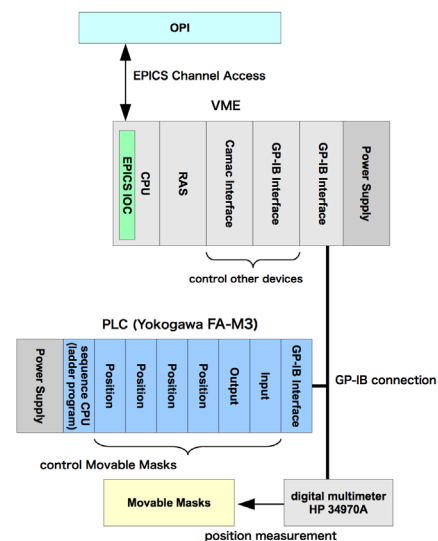 OPI
EPICS Channel Access
VME
EPICS IOC
CPU
RAS
Camac Interface
GP-IB Interface
GP-IB Interface
Power Supply
control other devices
PLC (Yokogawa FA-M3)
Power Supply
sequence CPU
(ladder program)
Position
Position
Position
Position
Output
Input
GP-IB Interface
GP-IB connection
control Movable Masks
Movable Masks
digital multimeter
HP 34970A
position measurement